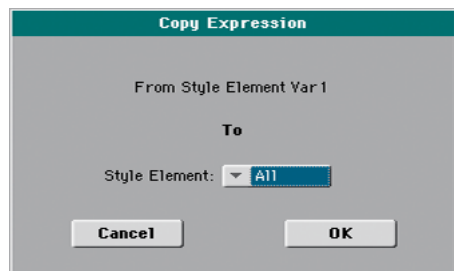 Copy Expression
From Style Element Var1
To
Style Element: All
Cancel OK